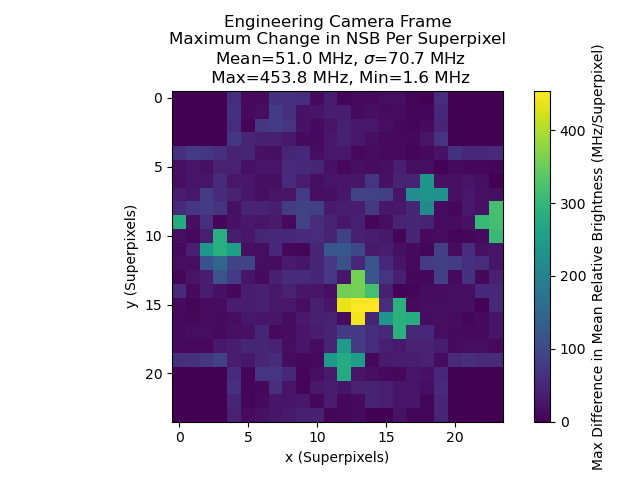 Engineering Camera Frame
Maximum Change in NSB Per Superpixel
Mean=51.0 MHz, σ=70.7 MHz
Max=453.8 MHz, Min=1.6 MHz
0
5
10
15
20
y (Superpixels)
0
5
10
15
20
x (Superpixels)
400
300
200
100
0
Max Difference in Mean Relative Brightness (MHz/Superpixel)